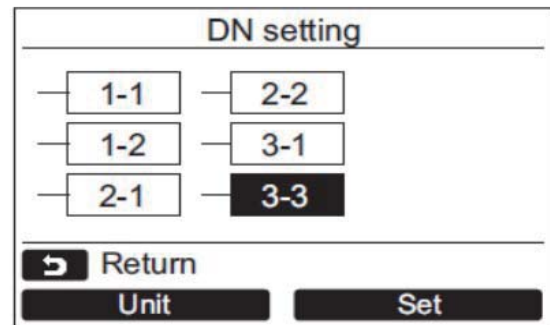 DN setting
1-1 2-2
1-2 3-1
2-1 3-3
Return
Unit Set